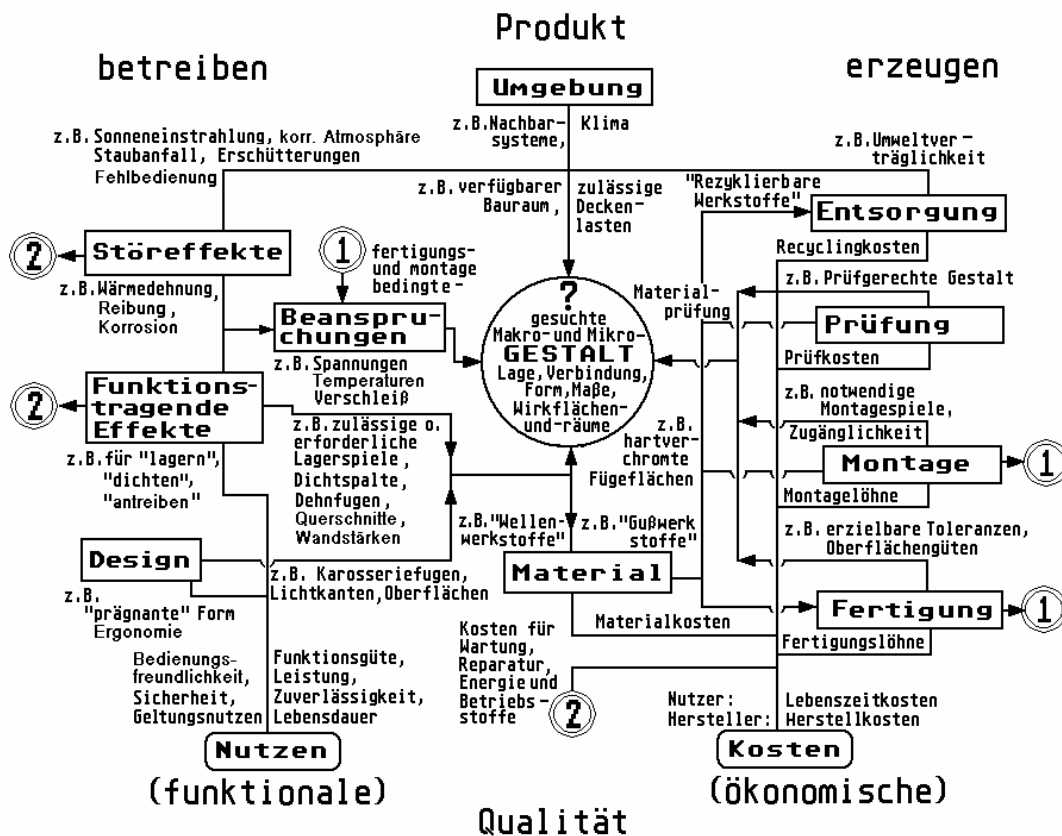 Produkt
betreiben
erzeugen
Umgebung
z.B.Nachbar-
systeme,
Klima
z.B.Sonneneinstrahlung, korr. Atmosphäre
Staubanfall, Erschütterungen
Fehlbedienung
z.B.Umweltver-
träglichkeit
z.B.verfügbarer
Bauraum,
zulässige
Decken-
lasten
"Rezyklierbare
Werkstoffe"
Entsorgung
Recyclingkosten
2
Störeffekte
1
fertigungs-
und montage
bedingte-
z.B.Wärmedehnung,
Reibung,
Korrosion
Beanspru-
chungen
z.B.Spannungen
Temperaturen
Verschleiß
?
gesuchte
Makro-und Mikro-
GESTALT
Lage,Verbindung,
Form,Maße,
Wirkflächen-
und-räume
Material-
prüfung
z.B.Prüfgerechte Gestalt
Prüfung
Prüfkosten
2
Funktions-
tragende
Effekte
z.B.für "lagern",
"dichten",
"antreiben"
z.B.zulässige o.
erforderliche
Lagerspiele,
Dichtspalte,
Dehnfugen,
Querschnitte,
Wandstärken
z.B.
hartver-
chromte
Fügeflächen
z.B. notwendige
Montagespiele,
Zugänglichkeit
Montage
1
Montagelöhne
z.B."Wellen-
werkstoffe"
z.B."Gußwerk
stoffe"
z.B. erzielbare Toleranzen,
Oberflächengüten
Design
z.B. Karosseriefugen,
Lichtkanten,Oberflächen
Material
z.B.
"prägnante" Form
Ergonomie
Materialkosten
Fertigung
1
Fertigungslöhne
Kosten für
Wartung,
Reparatur,
Energie und
Betriebs-
stoffe
2
Bedienungs-
freundlichkeit,
Sicherheit,
Geltungsnutzen
Funktionsgüte,
Leistung,
Zuverlässigkeit,
Lebensdauer
Nutzer:
Hersteller:
Lebenszeitkosten
Herstellkosten
Nutzen
Kosten
(funktionale)
(ökonomische)
Qualität